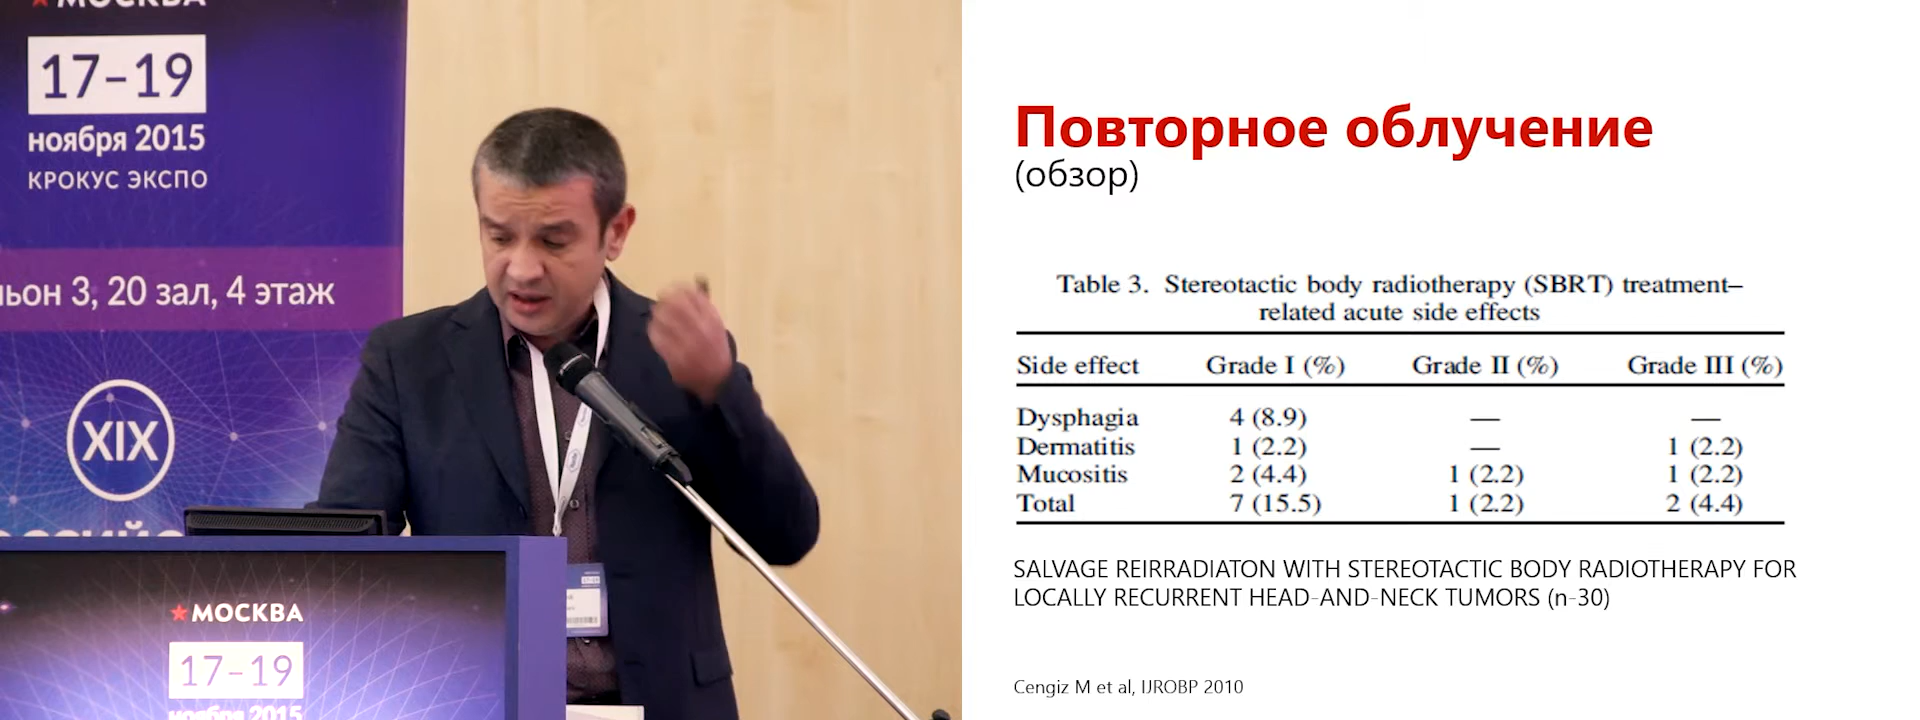 МОСКВА
17–19
ноября 2015
КРОКУС ЭКСПО
3, 20 зал, 4 этаж
XIX
МОСКВА
17–19
ноября 2015
Повторное облучение
(обзор)
Table 3. Stereotactic body radiotherapy (SBRT) treatment–
related acute side effects
Side effect Grade I (%) Grade II (%) Grade III (%)
Dysphagia 4 (8.9) — —
Dermatitis 1 (2.2) — 1 (2.2)
Mucositis 2 (4.4) 1 (2.2) 1 (2.2)
Total 7 (15.5) 1 (2.2) 2 (4.4)
SALVAGE REIRRADIATON WITH STEREOTACTIC BODY RADIOTHERAPY FOR
LOCALLY RECURRENT HEAD-AND-NECK TUMORS (n-30)
Cengiz M et al, IJROBP 2010